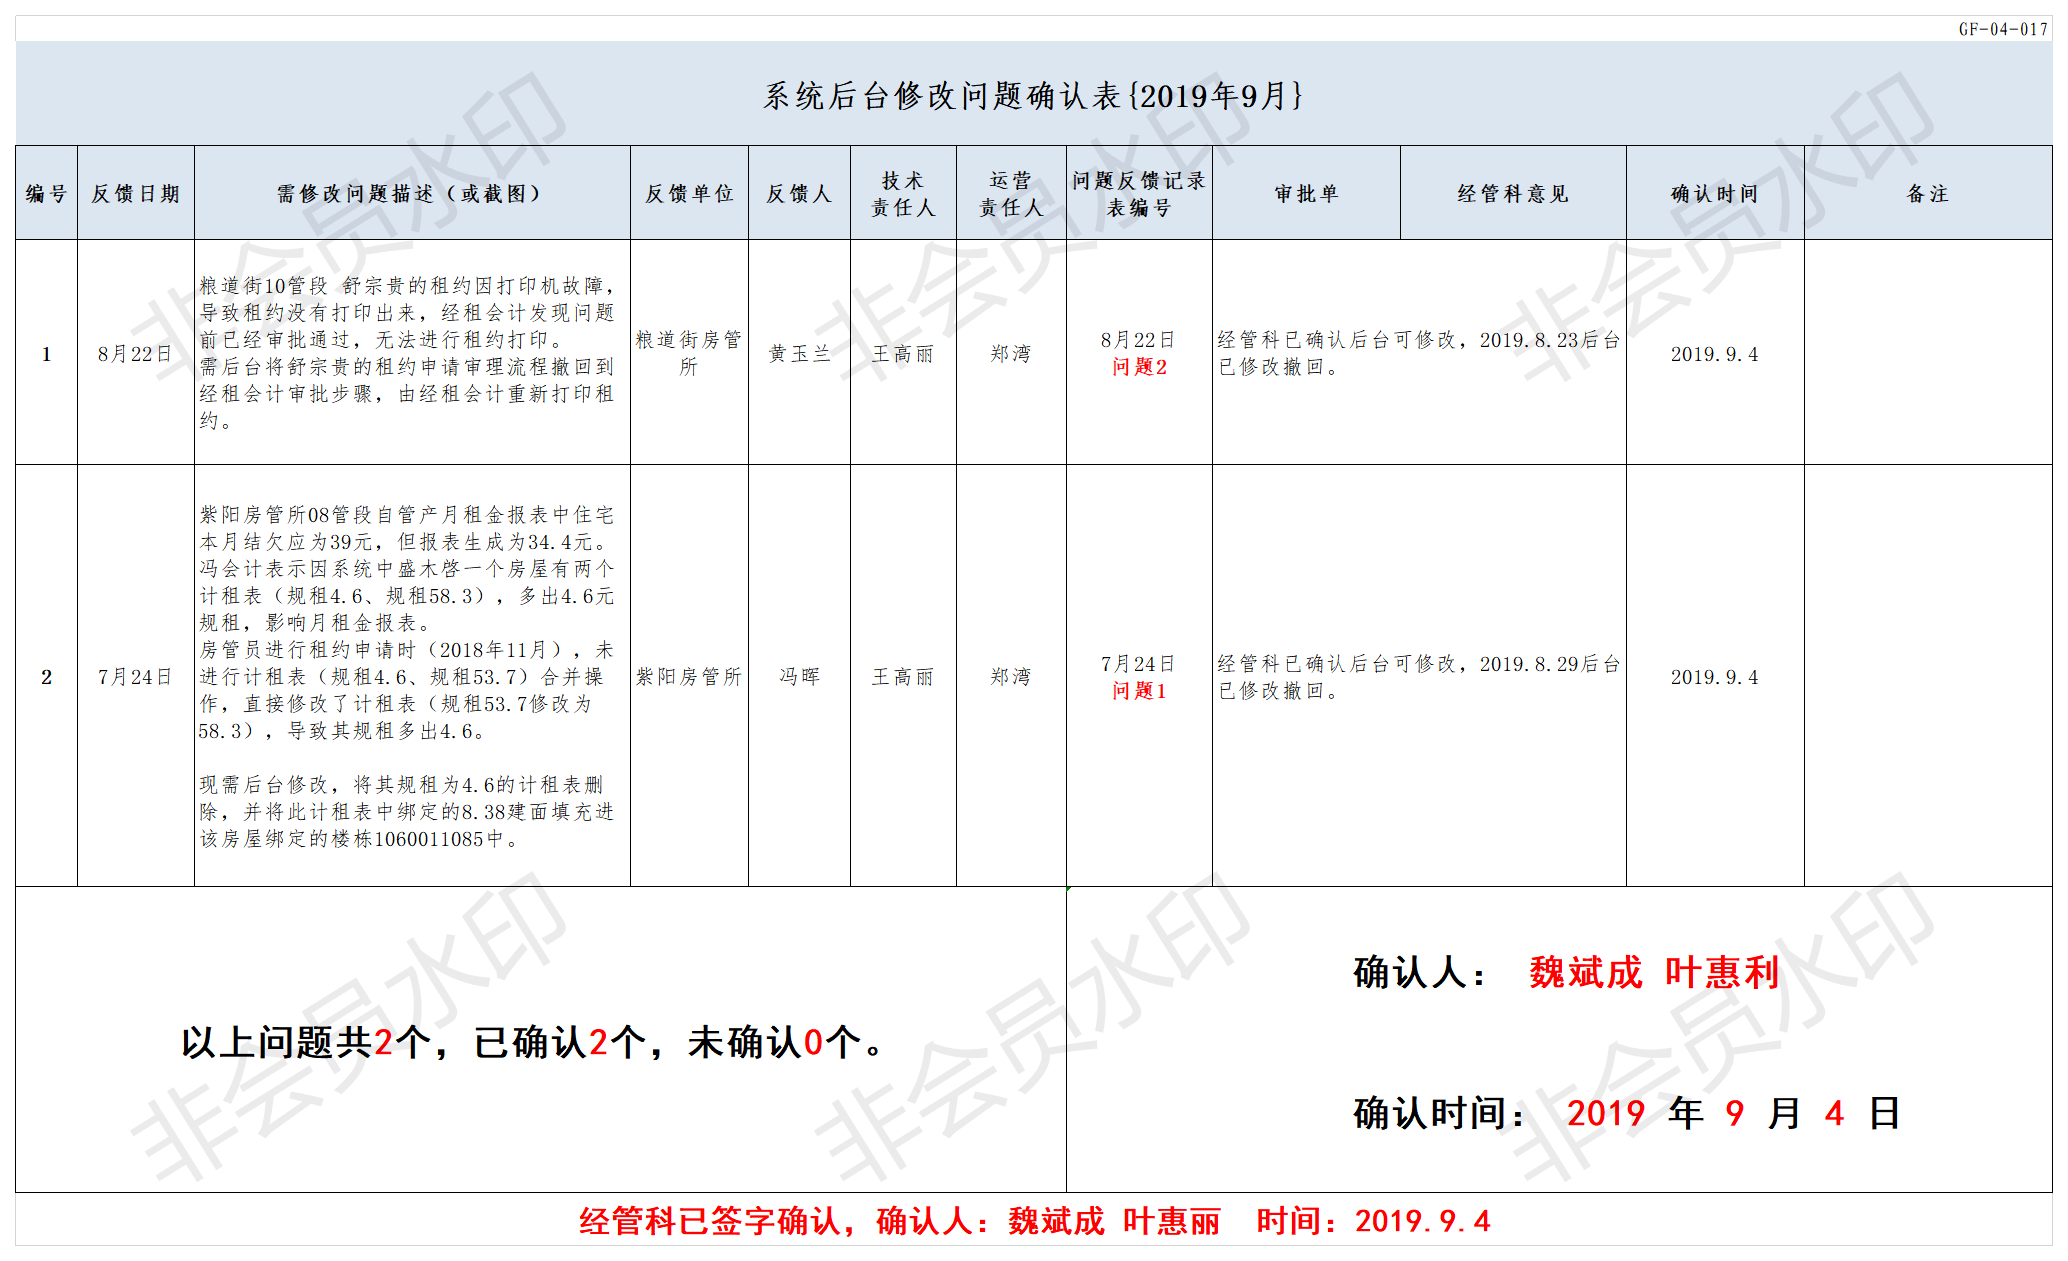 GF-04-017
系统后台修改问题确认表{2019年9月}
编号
反馈日期
需修改问题描述（或截图）
反馈单位
反馈人
技术
责任人
运营
责任人
问题反馈记录
表编号
审批单
经管科意见
确认时间
备注
1
8月22日
粮道街10管段 舒宗贵的租约因打印机故障，
导致租约没有打印出来，经租会计发现问题
前已经审批通过，无法进行租约打印。
需后台将舒宗贵的租约申请审理流程撤回到
经租会计审批步骤，由经租会计重新打印租
约。
粮道街房管
所
黄玉兰
王高丽
郑湾
8月22日
问题2
经管科已确认后台可修改，2019.8.23后台
已修改撤回。
2019.9.4
2
7月24日
紫阳房管所08管段自管产月租金报表中住宅
本月结欠应为39元，但报表生成为34.4元。
冯会计表示因系统中盛木啓一个房屋有两个
计租表（规租4.6、规租58.3），多出4.6元
规租，影响月租金报表。
房管员进行租约申请时（2018年11月），未
进行计租表（规租4.6、规租53.7）合并操
作，直接修改了计租表（规租53.7修改为
58.3），导致其规租多出4.6。
现需后台修改，将其规租为4.6的计租表删
除，并将此计租表中绑定的8.38建面填充进
该房屋绑定的楼栋1060011085中。
紫阳房管所
冯晖
王高丽
郑湾
7月24日
问题1
经管科已确认后台可修改，2019.8.29后台
已修改撤回。
2019.9.4
以上问题共2个，已确认2个，未确认0个。
确认人： 魏斌成 叶惠利
确认时间： 2019 年 9 月 4 日
经管科已签字确认，确认人：魏斌成 叶惠丽 时间：2019.9.4
非会员水印
非会员水印
非会员水印
非会员水印
非会员水印
非会员水印